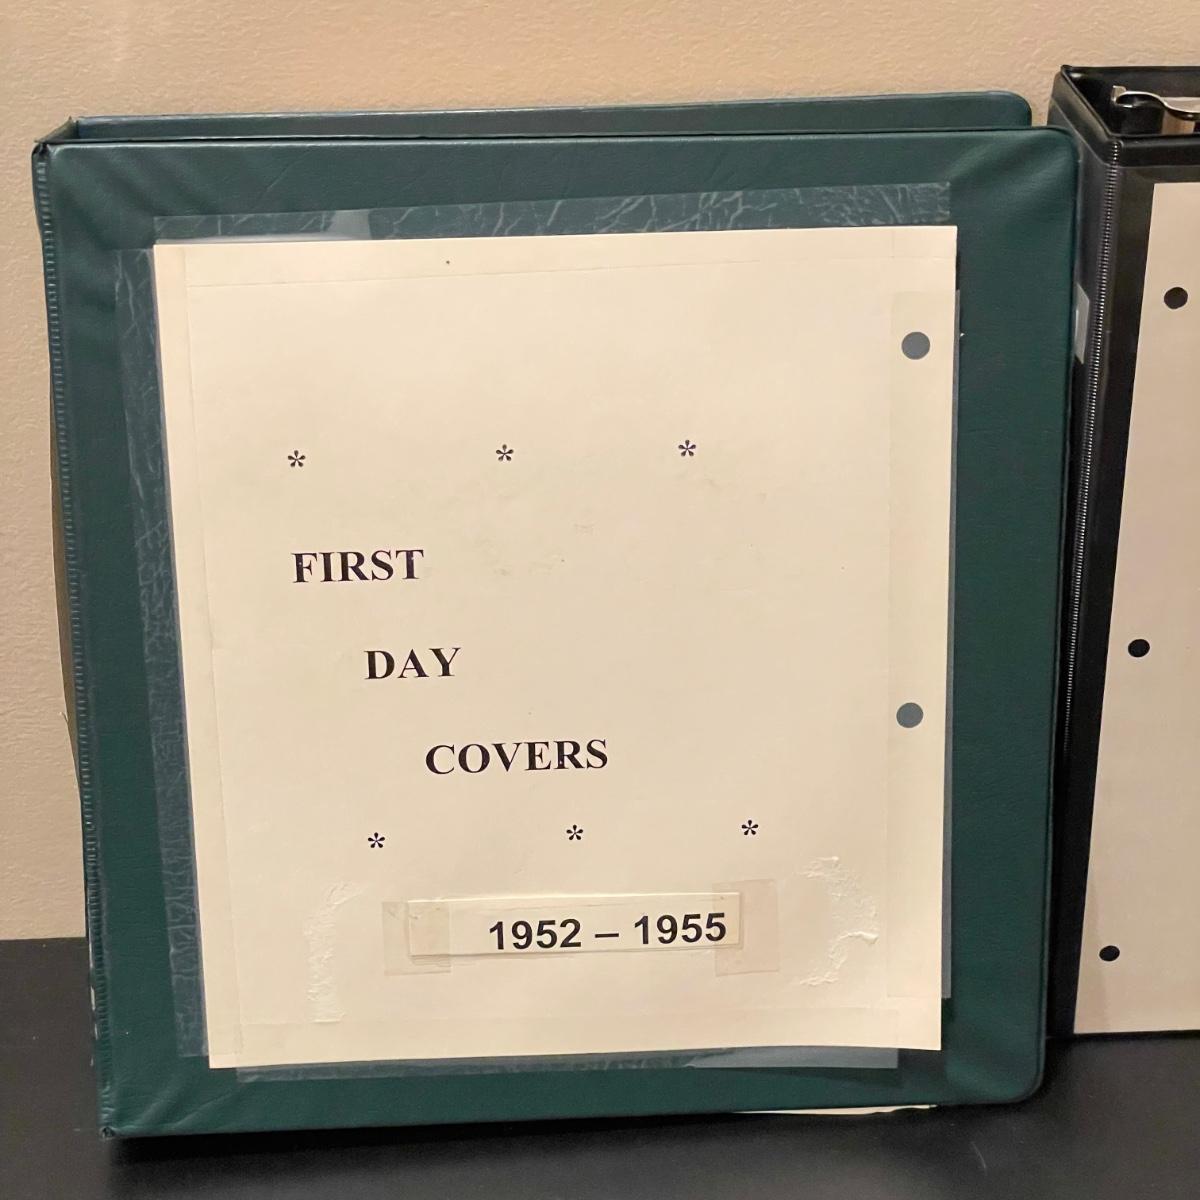 * * *
FIRST
DAY
COVERS
* * *
1952 – 1955